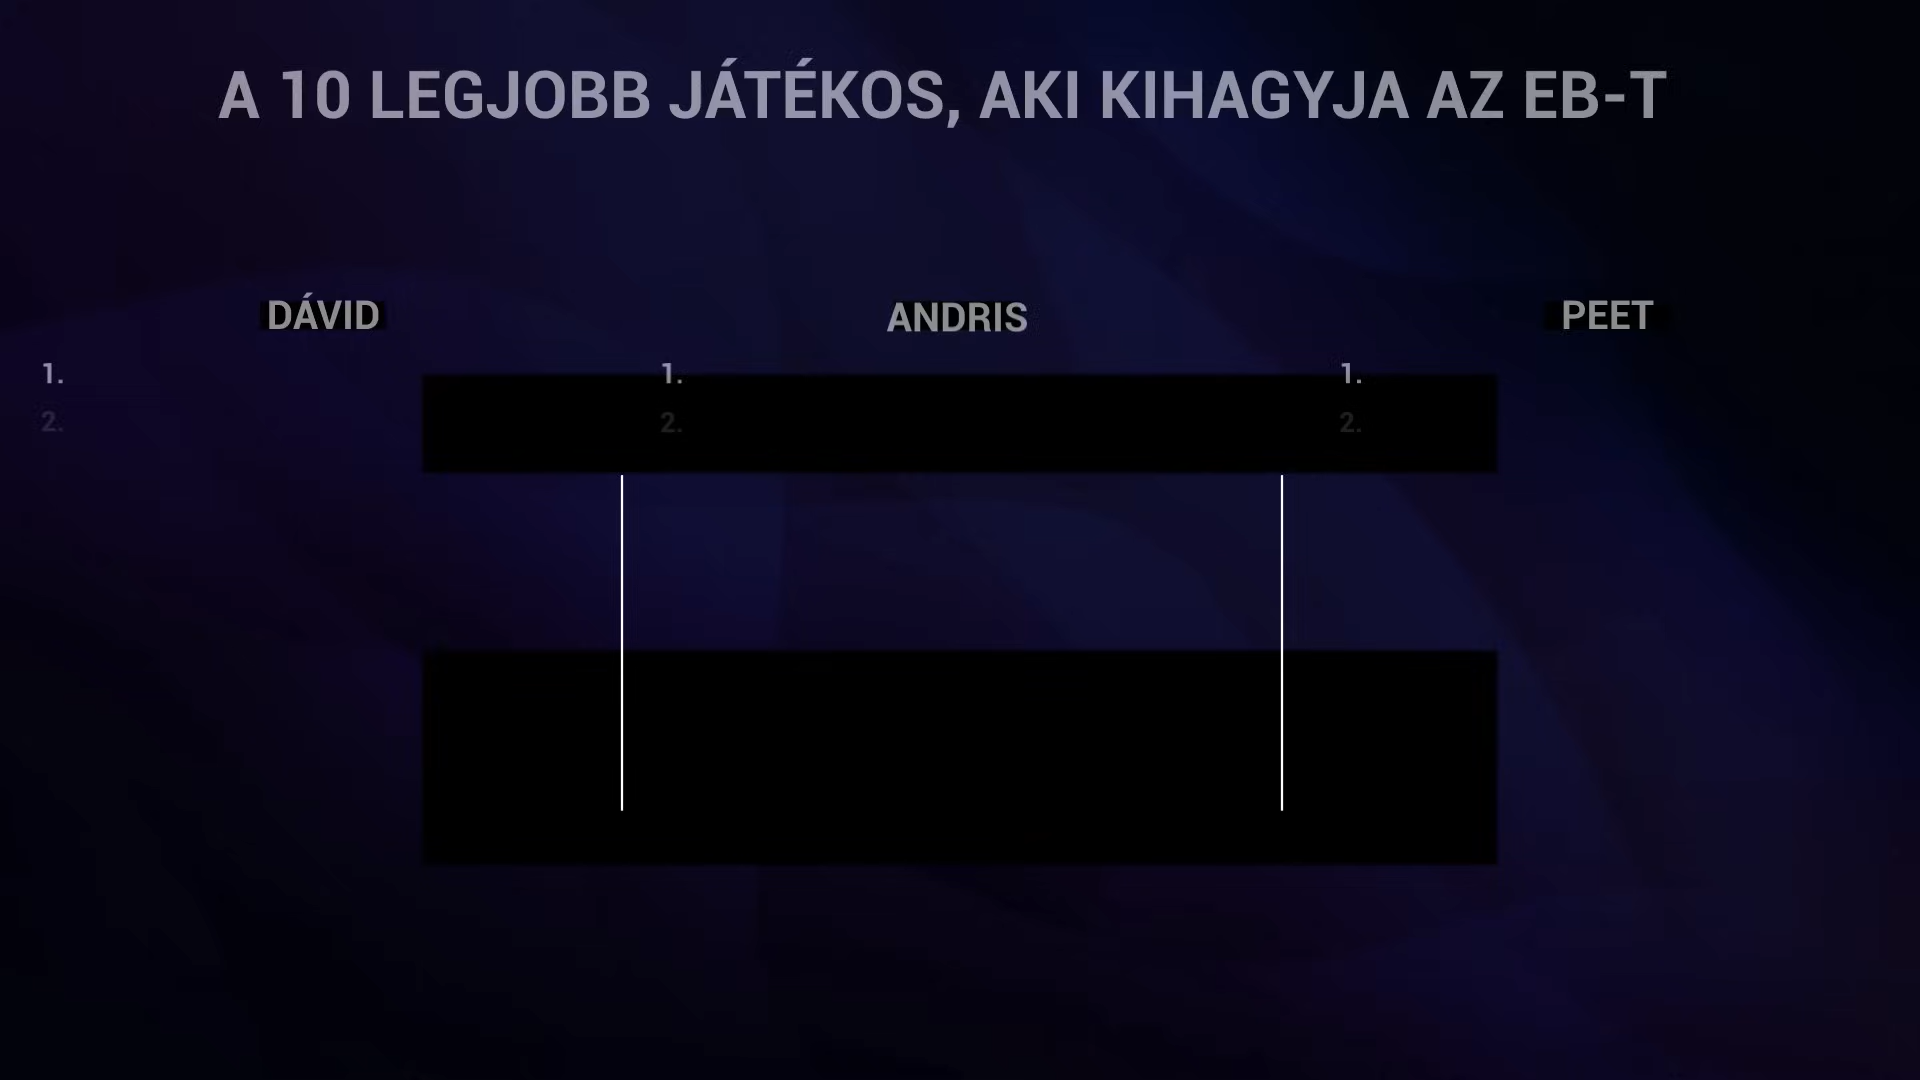 A 10 LEGJOBB JÁTÉKOS, AKI KIHAGYJA AZ EB-T
DÁVID
1.
2.
ANDRIS
1.
2.
PEET
1.
2.